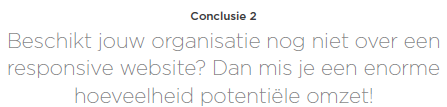 Conclusie 2
Beschikt jouw organisatie nog niet over een
responsive website? Dan mis je een enorme
hoeveelheid potentiële omzet!